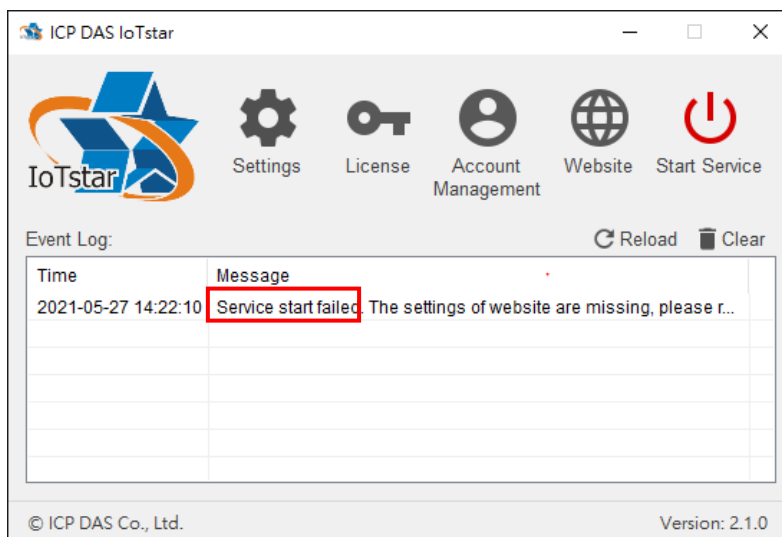 ICP DAS IoTstar
IoTstar
Settings
License
Account
Management
Website
Start Service
Event Log:
Reload
Clear
Time
Message
2021-05-27 14:22:10
Service start failed. The settings of website are missing, please r...
© ICP DAS Co., Ltd.
Version: 2.1.0